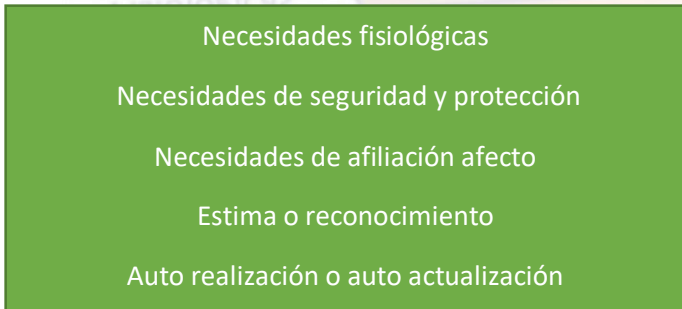 Necesidades fisiológicas
Necesidades de seguridad y protección
Necesidades de afiliación afecto
Estima o reconocimiento
Auto realización o auto actualización